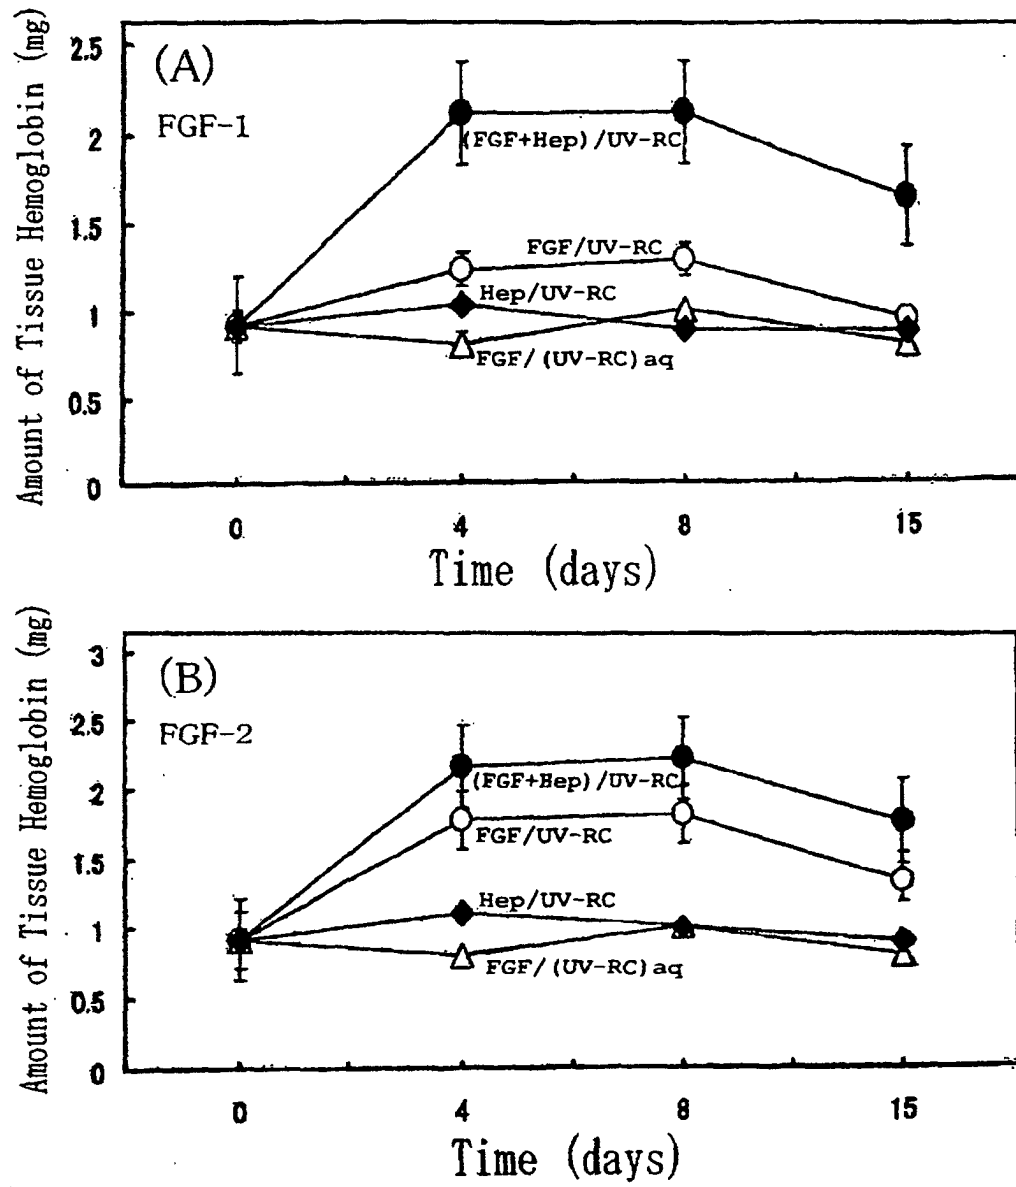 Amount of Tissue Hemoglobin (mg)
2.5
2
1.5
1
0.5
0
(A)
FGF-1
(FGF+Hep)/UV-RC
FGF/UV-RC
Hep/UV-RC
FGF/(UV-RC)aq
0 4 8 15
Time (days)
Amount of Tissue Hemoglobin (mg)
3
2.5
2
1.5
1
0.5
0
(B)
FGF-2
(FGF+Hep)/UV-RC
FGF/UV-RC
Hep/UV-RC
FGF/(UV-RC)aq
0 4 8 15
Time (days)